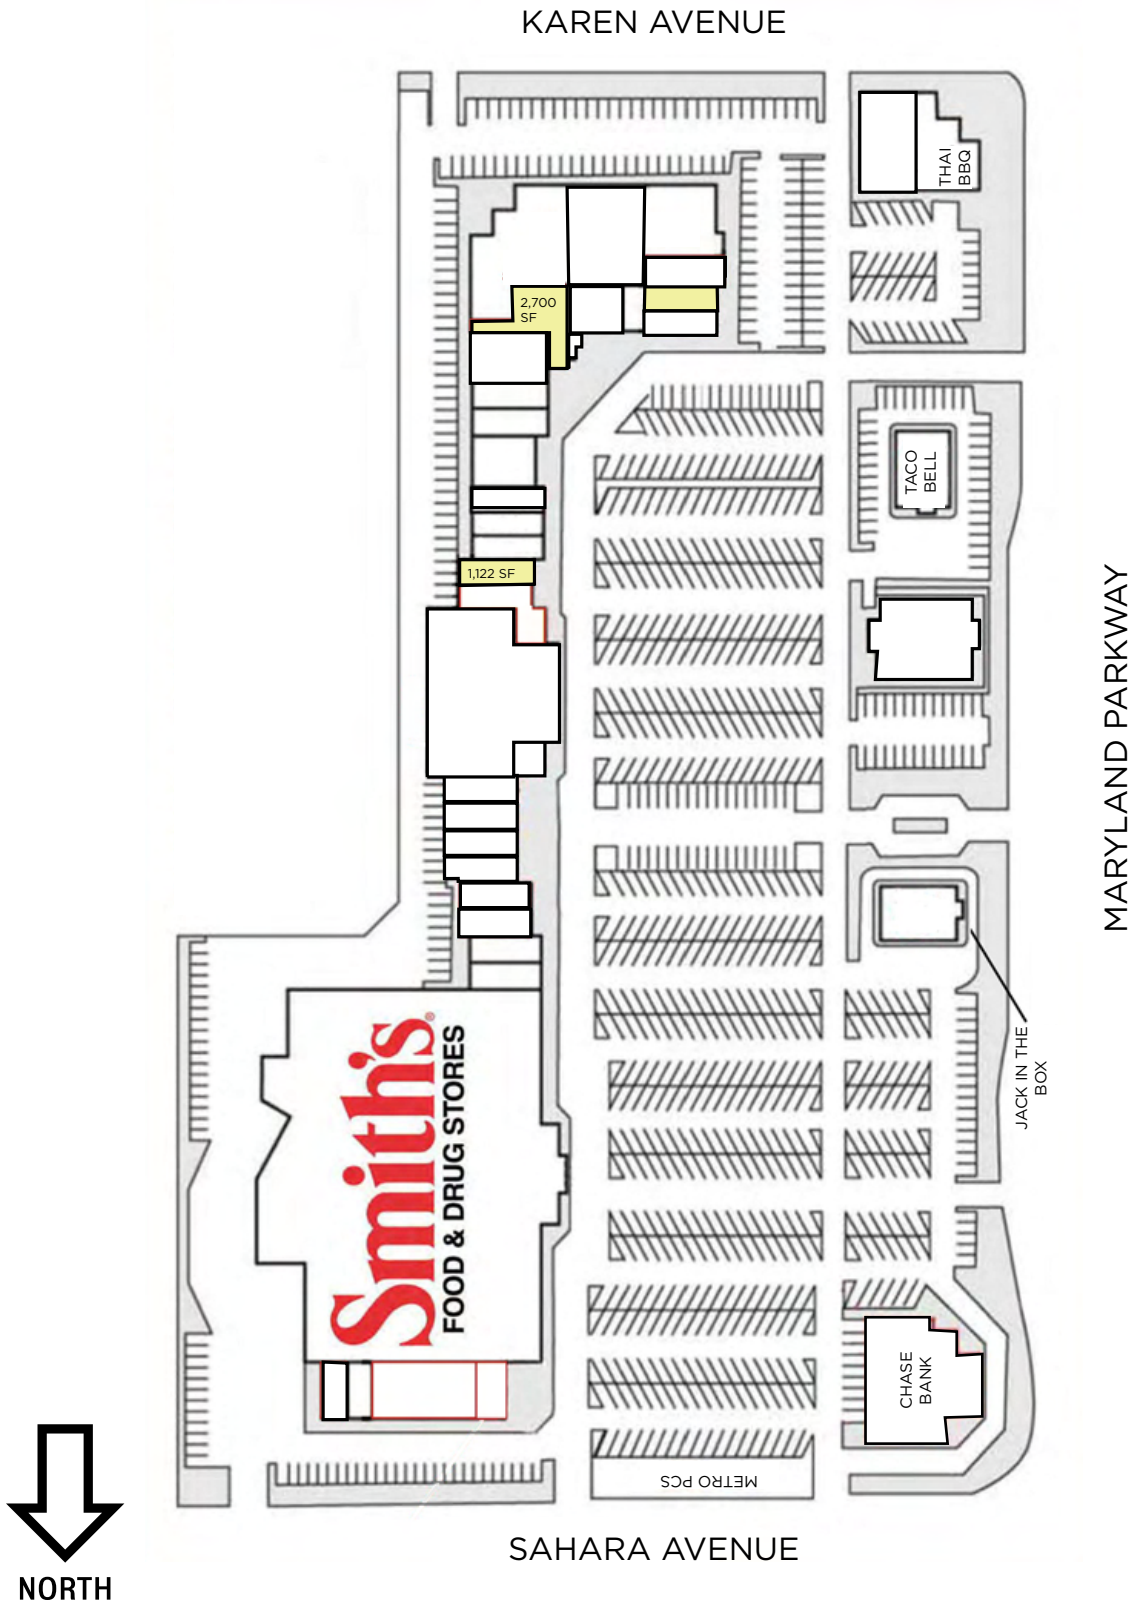 KAREN AVENUE
THAI
BBQ
2,700
SF
TACO
BELL
1,122 SF
MARYLAND PARKWAY
JACK IN THE
BOX
Smith's®
FOOD & DRUG STORES
CHASE
BANK
METRO PCS
SAHARA AVENUE
NORTH